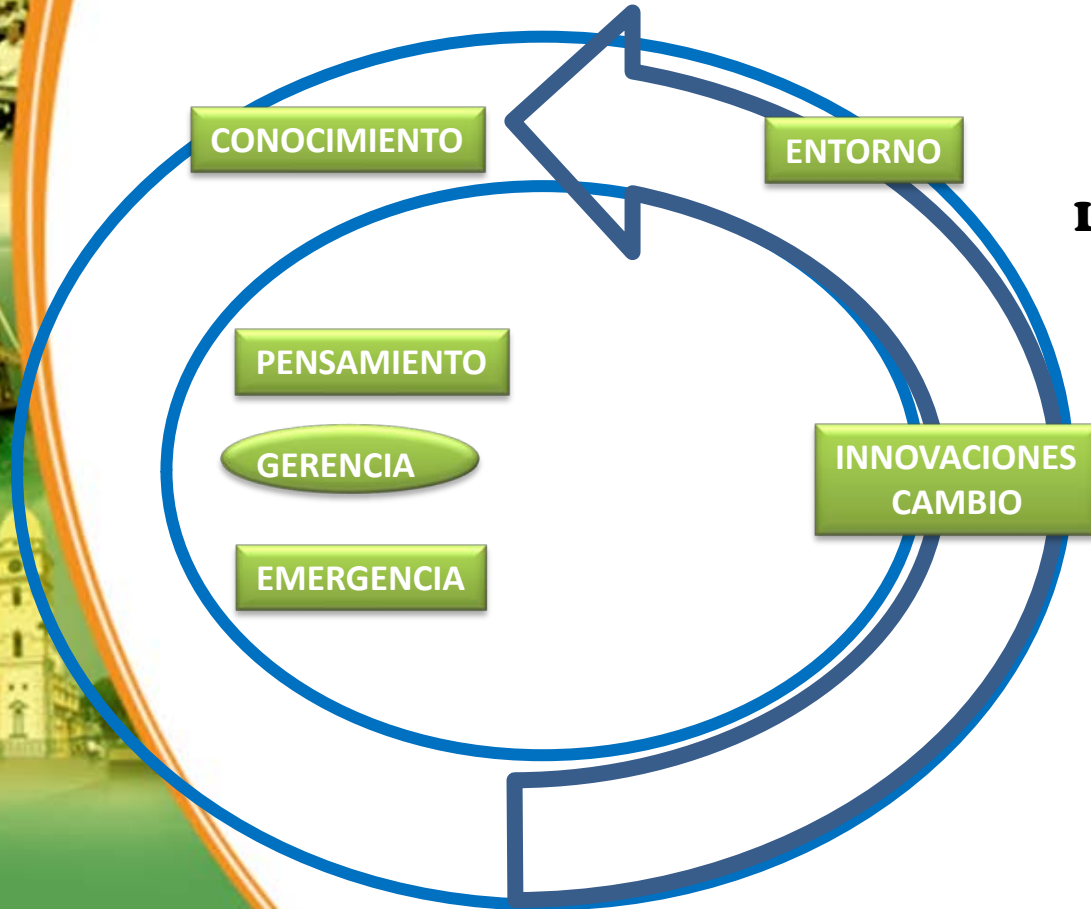 CONOCIMIENTO
ENTORNO
PENSAMIENTO
GERENCIA
INNOVACIONES
CAMBIO
EMERGENCIA